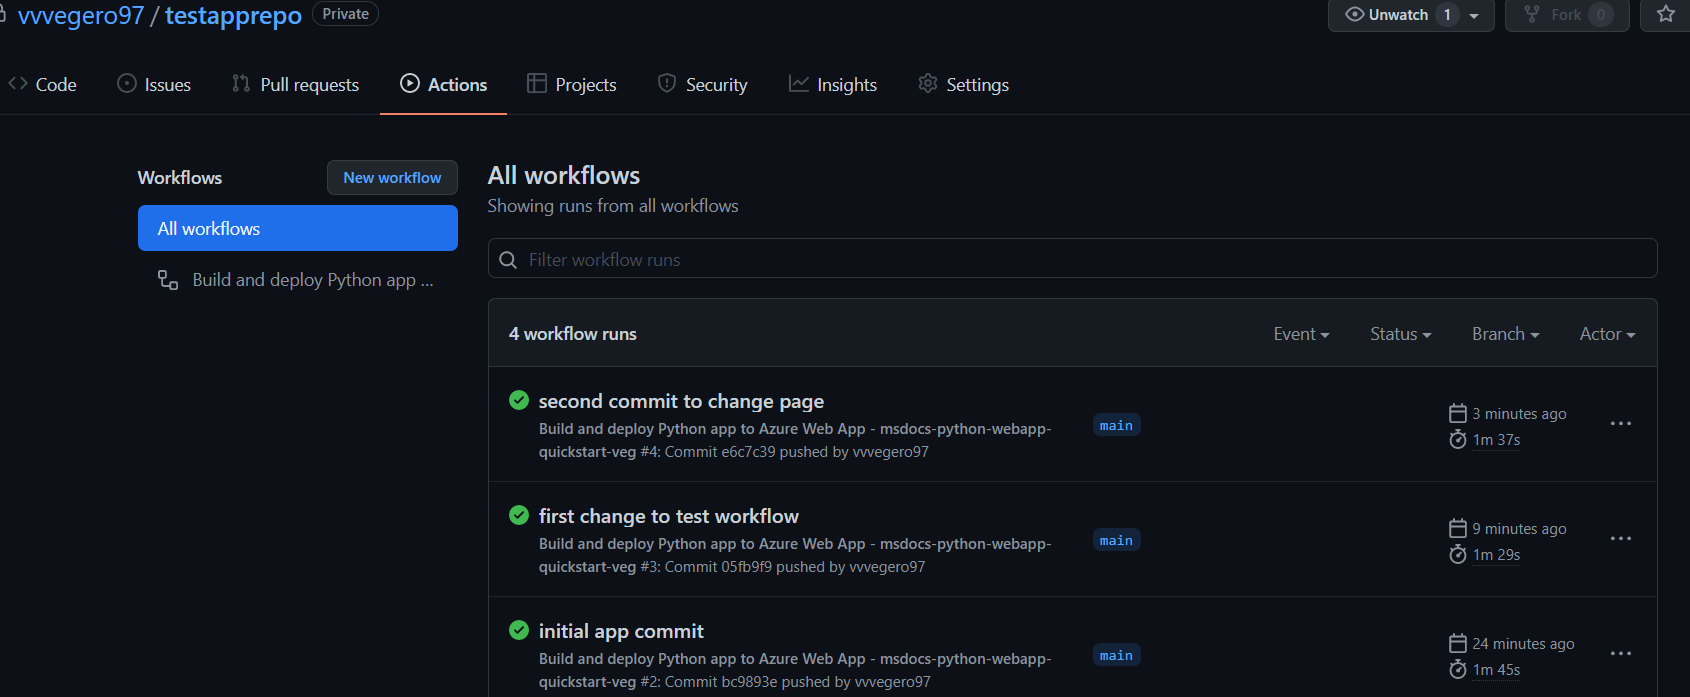 vvvegero97 / testapprepo Private Unwatch 1 Fork 0
Code Issues Pull requests Actions Projects Security Insights Settings
Workflows New workflow
All workflows
Build and deploy Python app ...
All workflows
Showing runs from all workflows
Filter workflow runs
4 workflow runs Event Status Branch Actor
second commit to change page
Build and deploy Python app to Azure Web App - msdocs-python-webapp-
quickstart-veg #4: Commit e6c7c39 pushed by vvvegero97
main
3 minutes ago
1m 37s
first change to test workflow
Build and deploy Python app to Azure Web App - msdocs-python-webapp-
quickstart-veg #3: Commit 05fb9f9 pushed by vvvegero97
main
9 minutes ago
1m 29s
initial app commit
Build and deploy Python app to Azure Web App - msdocs-python-webapp-
quickstart-veg #2: Commit bc9893e pushed by vvvegero97
main
24 minutes ago
1m 45s